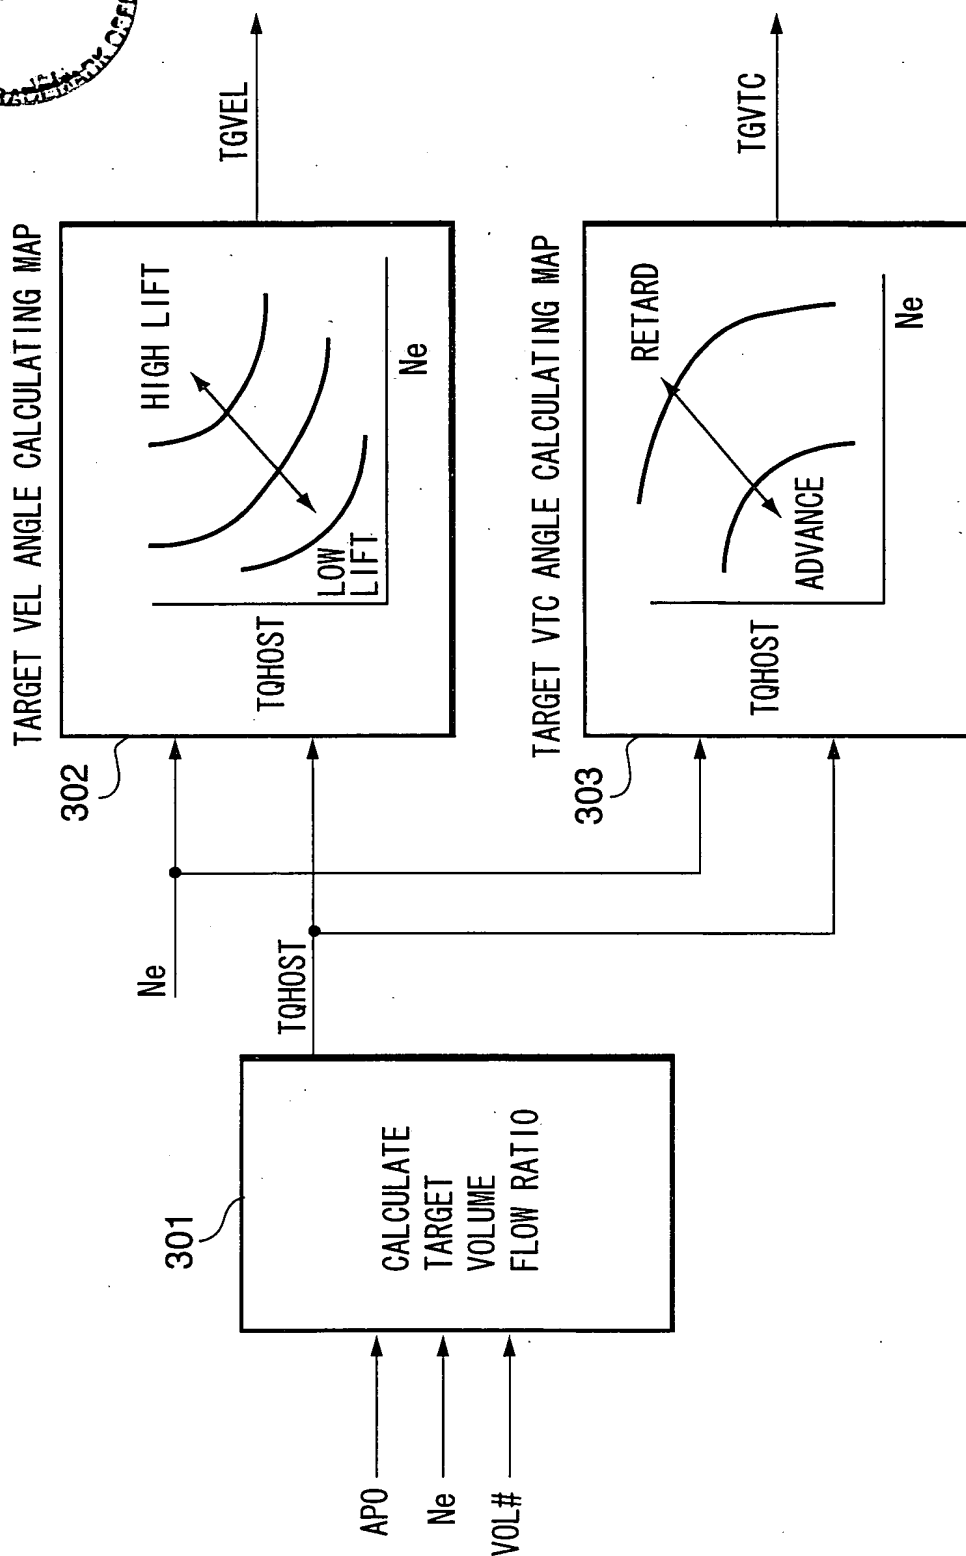 APO
Ne
VOL#
301
CALCULATE
TARGET
VOLUME
FLOW RATIO
Ne
TQHOST
302
TARGET VEL ANGLE CALCULATING MAP
TQHOST
HIGH LIFT
LOW
LIFT
Ne
TGVEL
303
TARGET VTC ANGLE CALCULATING MAP
TQHOST
RETARD
ADVANCE
Ne
TGVTC